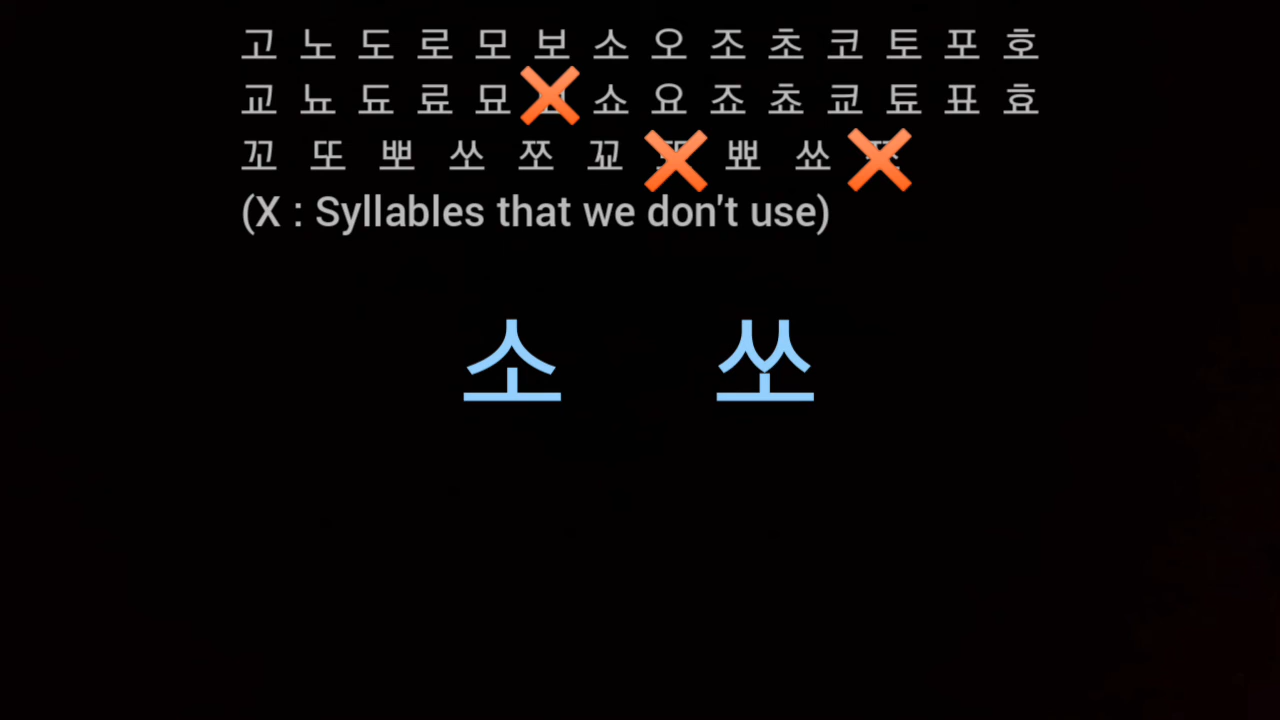 고 노 도 로 모 보 소 오 조 초 코 토 포 호
교 뇨 됴 료 묘 쇼 요 죠 쵸 쿄 툐 표 효
꼬 또 뽀 쏘 쪼 꾜 뾰 쑈
(X : Syllables that we don't use)
소 쏘